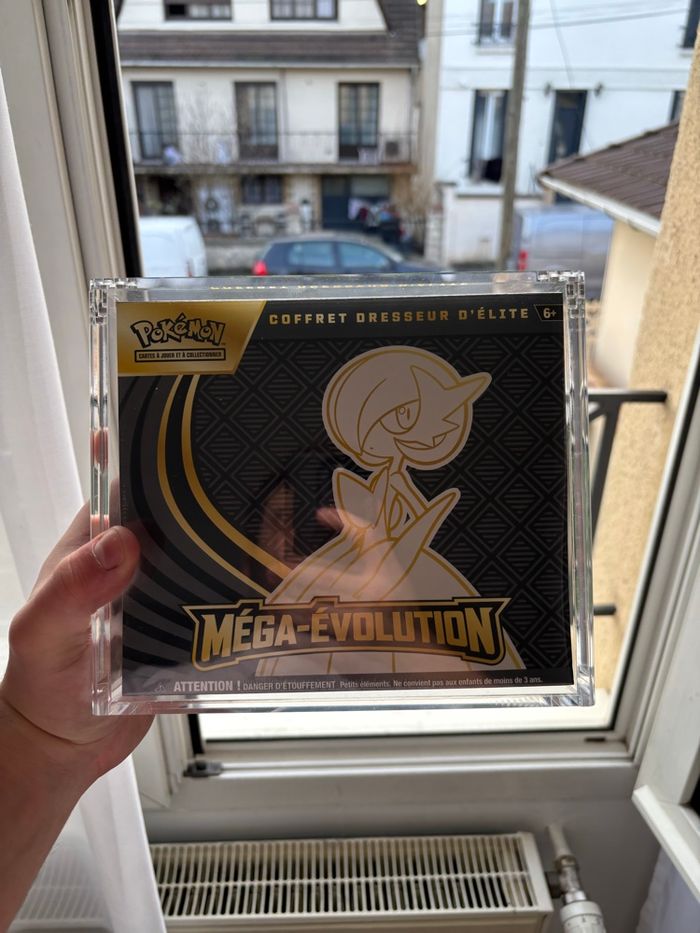 COFFRET DRESSEUR D'ÉLITE
6+
POKéMON
CARTES À JOUER ET À COLLECTIONNER
MÉGA-ÉVOLUTION
ATTENTION ! DANGER D'ÉTOUFFEMENT Petits éléments. Ne convient pas aux enfants de moins de 3 ans.